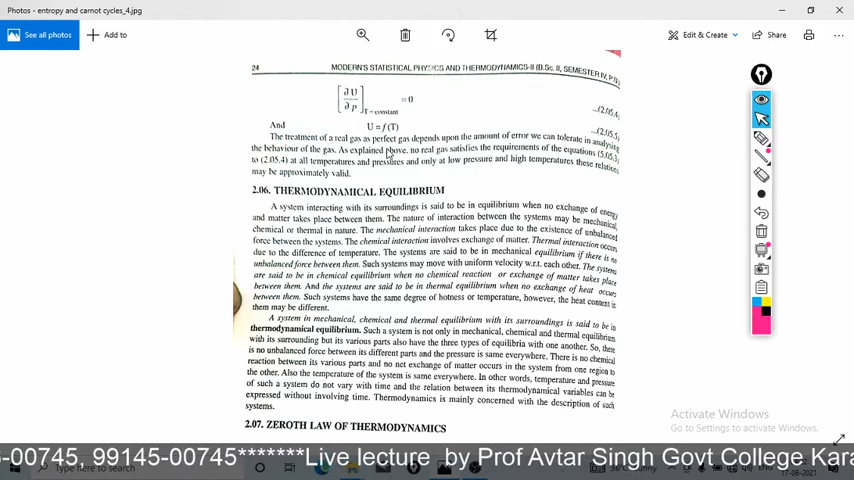 Photos - entropy and carnot cycles_4.jpg
See all photos
Add to
Edit & Create
Share
24
MODERN'S STATISTICAL PHYSICS AND THERMODYNAMICS-II (B.Sc. II, SEMESTER IV, P.U.)
[∂U/∂p] T = constant = 0
...(2.05.4)
And
U = f (T)
...(2.05.5)
The treatment of a real gas as perfect gas depends upon the amount of error we can tolerate in analysing
the behaviour of the gas. As explained above, no real gas satisfies the requirements of the equations (5.05.3)
to (2.05.4) at all temperatures and pressures and only at low pressure and high temperatures these relations
may be approximately valid.
2.06. THERMODYNAMICAL EQUILIBRIUM
A system interacting with its surroundings is said to be in equilibrium when no exchange of energy
and matter takes place between them. The nature of interaction between the systems may be mechanical,
chemical or thermal in nature. The mechanical interaction takes place due to the existence of unbalanced
force between the systems. The chemical interaction involves exchange of matter. Thermal interaction occurs
due to the difference of temperature. The systems are said to be in mechanical equilibrium if there is no
unbalanced force between them. Such systems may move with uniform velocity w.r.t. each other. The systems
are said to be in chemical equilibrium when no chemical reaction or exchange of matter takes place
between them. And the systems are said to be in thermal equilibrium when no exchange of heat occurs
between them. Such systems have the same degree of hotness or temperature, however, the heat content in
them may be different.
A system in mechanical, chemical and thermal equilibrium with its surroundings is said to be in
thermodynamical equilibrium. Such a system is not only in mechanical, chemical and thermal equilibrium
with its surrounding but its various parts also have the three types of equilibria with one another. So, there
is no unbalanced force between its different parts and the pressure is same everywhere. There is no chemical
reaction between its various parts and no net exchange of matter occurs in the system from one region to
the other. Also the temperature of the system is same everywhere. In other words, temperature and pressure
of such a system do not vary with time and the relation between its thermodynamical variables can be
expressed without involving time. Thermodynamics is mainly concerned with the description of such
systems.
2.07. ZEROTH LAW OF THERMODYNAMICS
Activate Windows
Go to Settings to activate Windows.
5-00745, 99145-00745*******Live lecture by Prof Avtar Singh Govt College Kara
Type here to search
36°C Sunny
17-06-2021